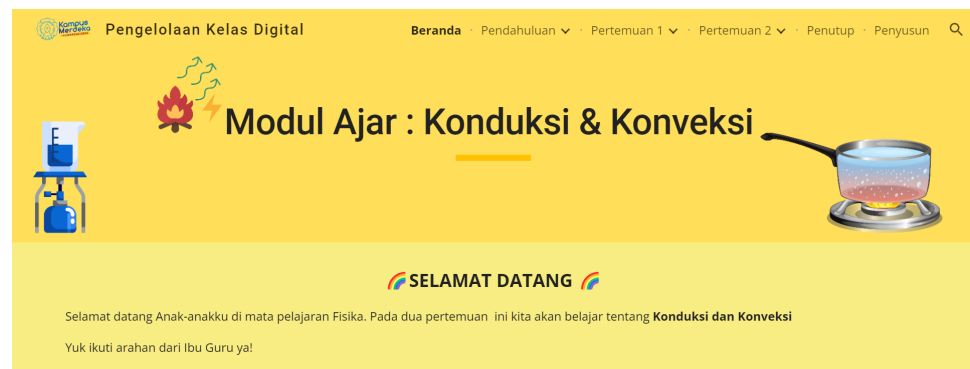 Kampus
Merdeka
Pengelolaan Kelas Digital
Beranda · Pendahuluan · Pertemuan 1 · Pertemuan 2 · Penutup · Penyusun
Modul Ajar : Konduksi & Konveksi
🌈SELAMAT DATANG 🌈
Selamat datang Anak-anakku di mata pelajaran Fisika. Pada dua pertemuan ini kita akan belajar tentang Konduksi dan Konveksi
Yuk ikuti arahan dari Ibu Guru ya!